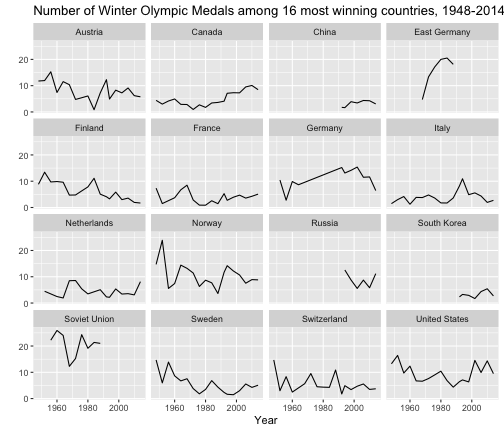 Number of Winter Olympic Medals among 16 most winning countries, 1948-2014
Austria Canada China East Germany
20
10
0
Finland France Germany Italy
20
10
0
Netherlands Norway Russia South Korea
20
10
0
Soviet Union Sweden Switzerland United States
20
10
0
1960 1980 2000 1960 1980 2000 1960 1980 2000 1960 1980 2000
Year